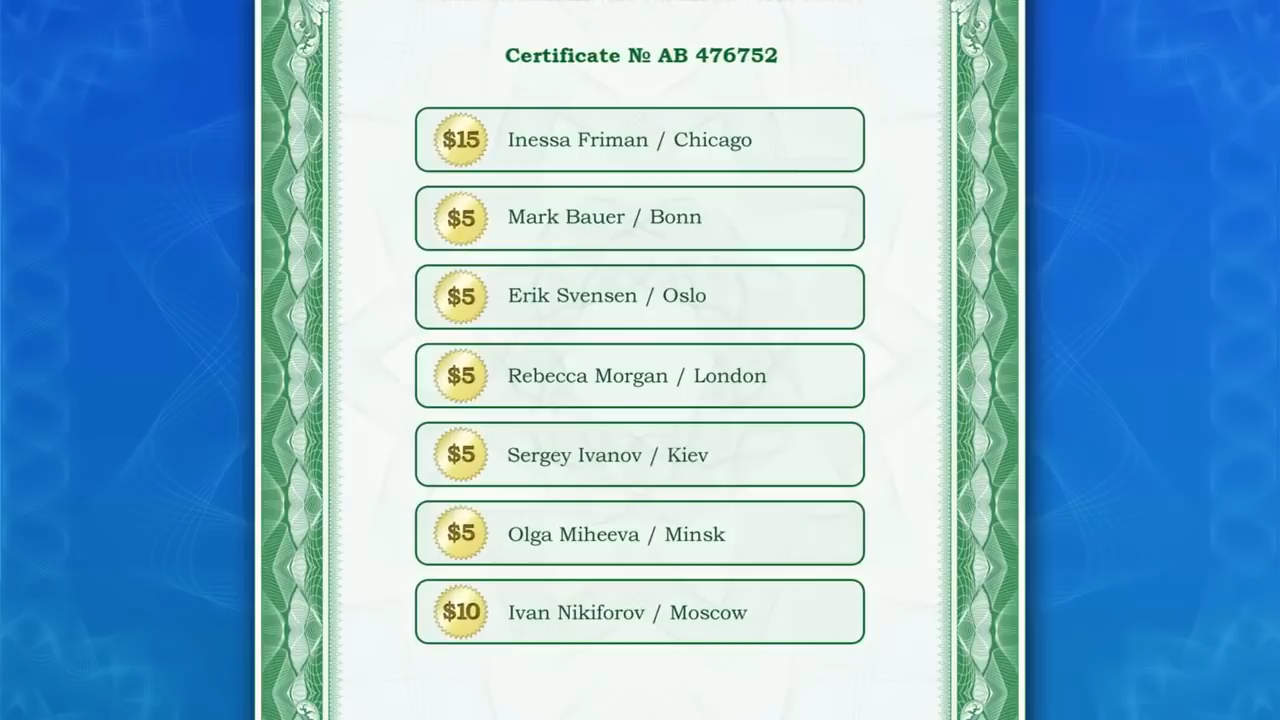 Certificate № AB 476752
$15 Inessa Friman / Chicago
$5 Mark Bauer / Bonn
$5 Erik Svensen / Oslo
$5 Rebecca Morgan / London
$5 Sergey Ivanov / Kiev
$5 Olga Miheeva / Minsk
$10 Ivan Nikiforov / Moscow